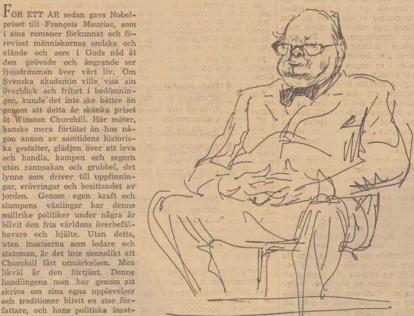 FÖR ETT ÅR sedan gavs Nobel-
priset till François Mauriac, som
i sina romaner förkunnat och fö-
revisat människornas ondska och
elände och som i Guds nåd åt
den prövade och ångrande ser
ljusstrimman över vårt liv. Om
Svenska akademin ville visa sin
överblick och frihet i bedömnin-
gen, kunde det inte ske bättre än
genom att detta år skänka priset
åt Winston Churchill. Här möter,
kanske mera förtätat än hos nå-
gon annan av samtidens historis-
ka gestalter, glädjen över att leva
och handla, kampen och segern
utan rannsakan och grubbel, det
lynne som driver till uppfinnin-
gar, erövringar och besittandet av
jorden. Genom egen kraft och
slumpens växlingar har denne
snillrike politiker under några år
blivit den fria världens överbefäl-
havare och hjälte. Utan detta,
utan insatserna som ledare och
statsman, är det inte sannolikt att
Churchill fått utmärkelsen. Men
likväl är den förtjänt. Denne
handlingens man har genom att
skriva om sina egna upplevelser
och traditioner blivit en stor för-
fattare, och hans politiska insat-